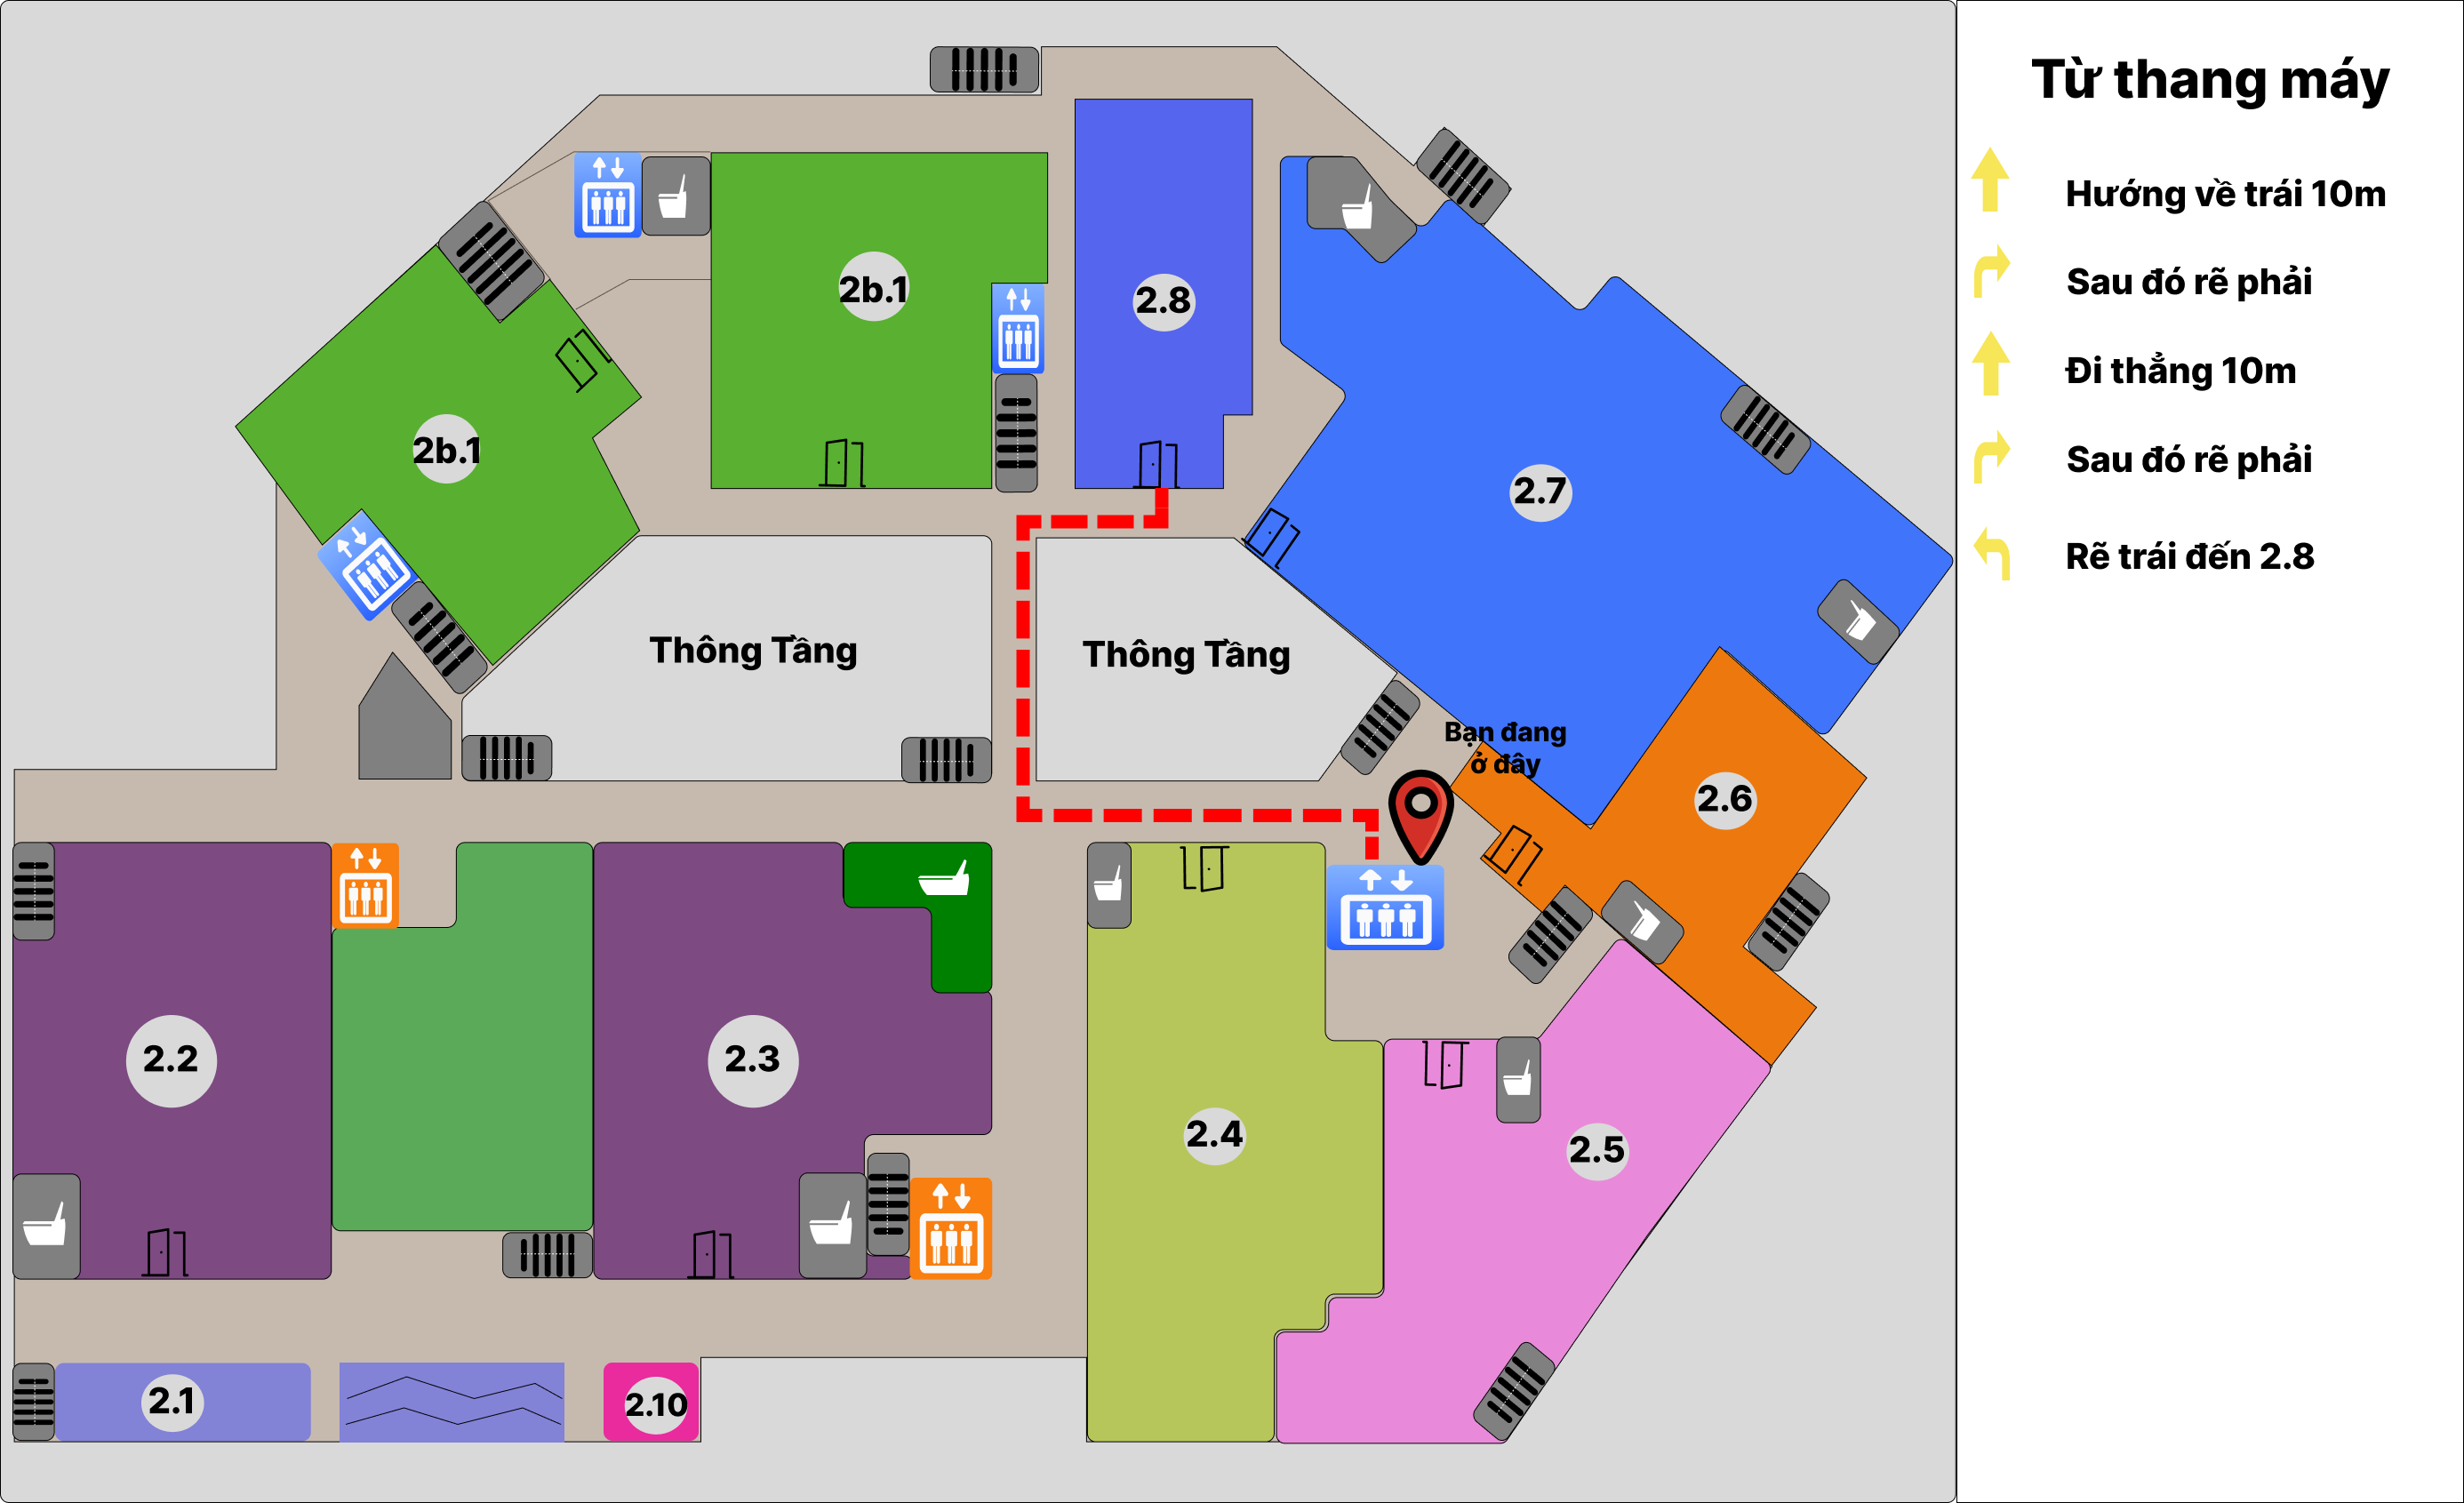 Từ thang máy
Hướng về trái 10m
Sau đó rẽ phải
Đi thẳng 10m
Sau đó rẽ phải
Rẽ trái đến 2.8
2b.1
2.8
2b.1
2.7
Thông Tầng
Thông Tầng
Bạn đang
ở đây
2.6
2.2
2.3
2.4
2.5
2.1
2.10